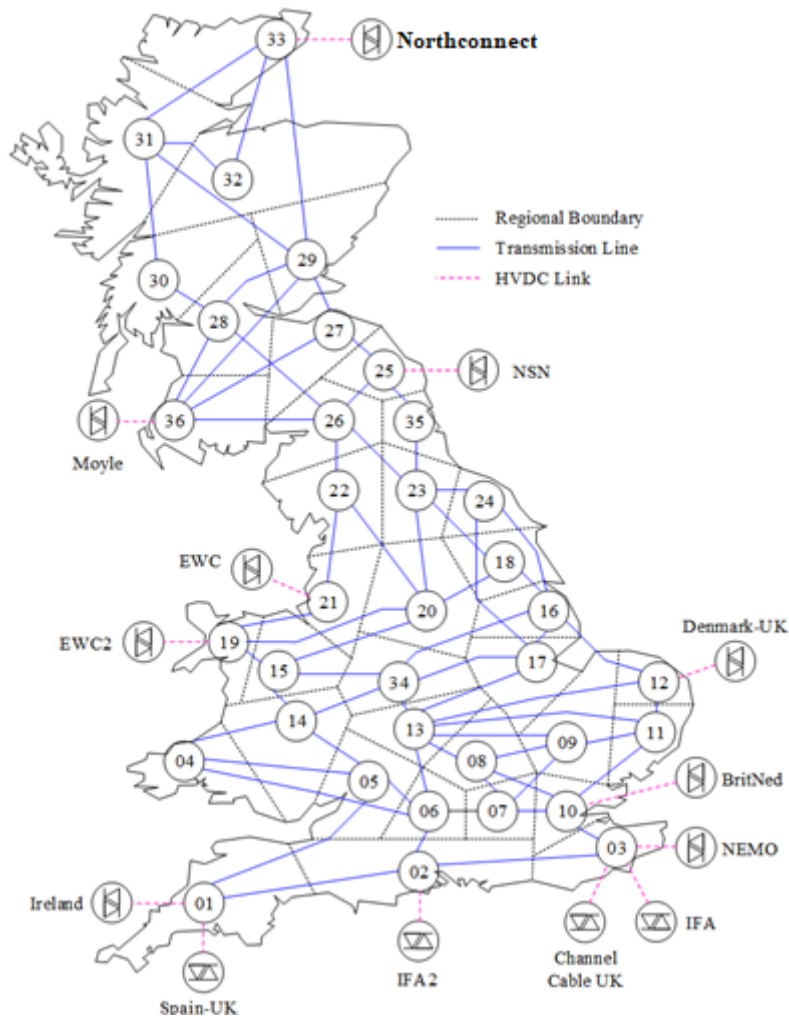 33
Northconnect
31
32
Regional Boundary
Transmission Line
HVDC Link
29
30
28
27
25
NSN
36
26
35
Moyle
22
23
24
EWC
18
21
20
16
EWC2
19
Denmark-UK
15
34
17
12
14
13
11
04
08
09
05
BritNed
06
07
10
03
NEMO
02
Ireland
01
IFA
Channel
Cable UK
IFA2
Spain-UK